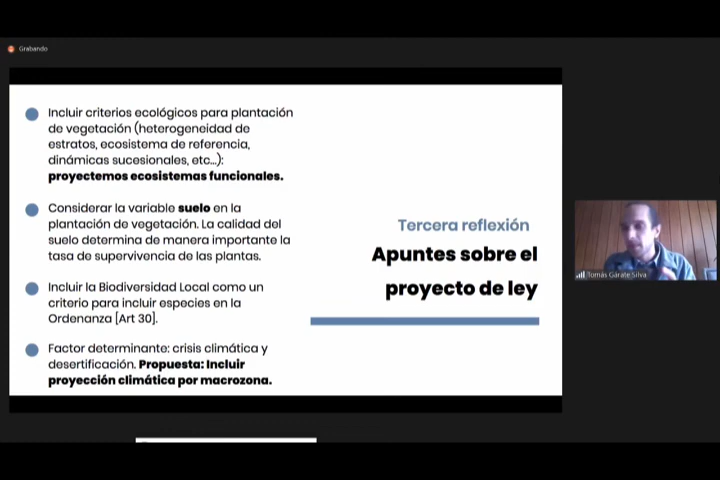 Grabando
Incluir criterios ecológicos para plantación
de vegetación (heterogeneidad de
estratos, ecosistema de referencia,
dinámicas sucesionales, etc...):
proyectemos ecosistemas funcionales.
Considerar la variable suelo en la
plantación de vegetación. La calidad del
suelo determina de manera importante la
tasa de supervivencia de las plantas.
Incluir la Biodiversidad Local como un
criterio para incluir especies en la
Ordenanza [Art 30].
Factor determinante: crisis climática y
desertificación. Propuesta: Incluir
proyección climática por macrozona.
Tercera reflexión
Apuntes sobre el
proyecto de ley
Tomás Gárate Silva